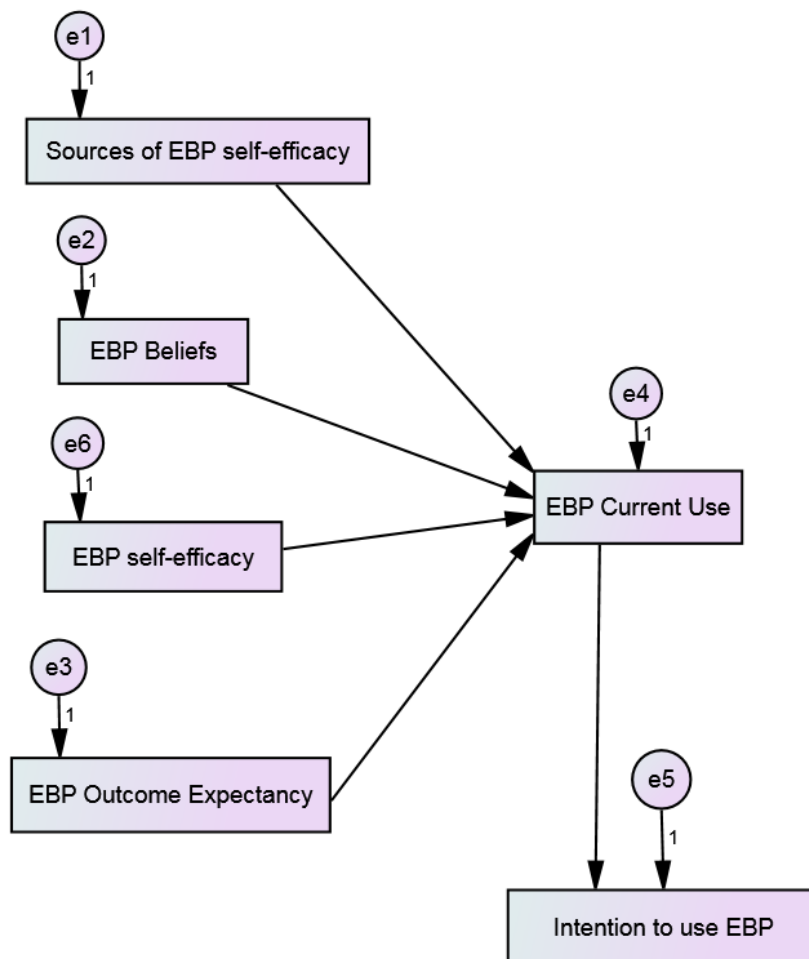 e1
1
Sources of EBP self-efficacy
e2
1
EBP Beliefs
e4
1
EBP Current Use
e6
1
EBP self-efficacy
e3
1
EBP Outcome Expectancy
e5
1
Intention to use EBP